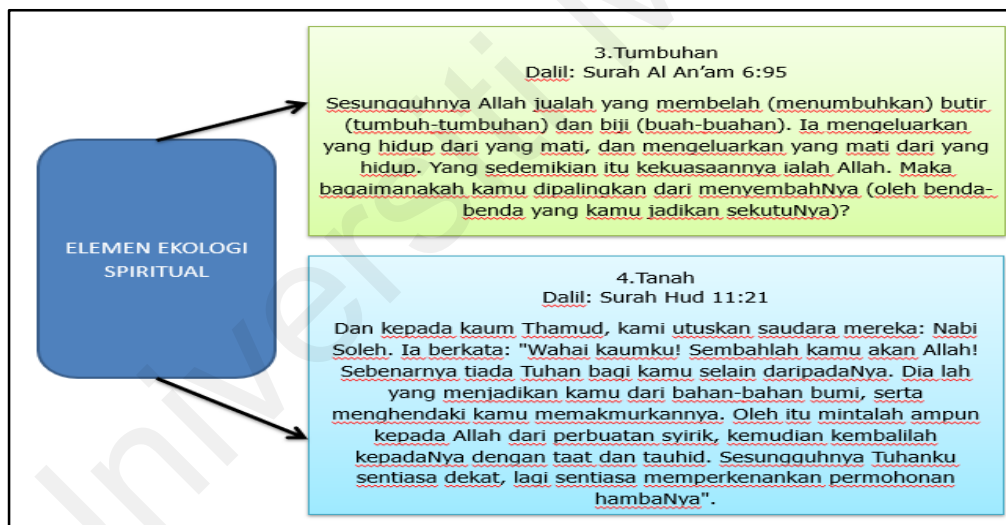 3.Tumbuhan
Dalil: Surah Al An’am 6:95
Sesungguhnya Allah jualah yang membelah (menumbuhkan) butir
(tumbuh-tumbuhan) dan biji (buah-buahan). Ia mengeluarkan
yang hidup dari yang mati, dan mengeluarkan yang mati dari yang
hidup. Yang sedemikian itu kekuasaannya ialah Allah. Maka
bagaimanakah kamu dipalingkan dari menyembahNya (oleh benda-
benda yang kamu jadikan sekutuNya)?
ELEMEN EKOLOGI
SPIRITUAL
4.Tanah
Dalil: Surah Hud 11:21
Dan kepada kaum Thamud, kami utuskan saudara mereka: Nabi
Soleh. Ia berkata: "Wahai kaumku! Sembahlah kamu akan Allah!
Sebenarnya tiada Tuhan bagi kamu selain daripadaNya. Dia lah
yang menjadikan kamu dari bahan-bahan bumi, serta
menghendaki kamu memakmurkannya. Oleh itu mintalah ampun
kepada Allah dari perbuatan syirik, kemudian kembalilah
kepadaNya dengan taat dan tauhid. Sesungguhnya Tuhanku
sentiasa dekat, lagi sentiasa memperkenankan permohonan
hambaNya".